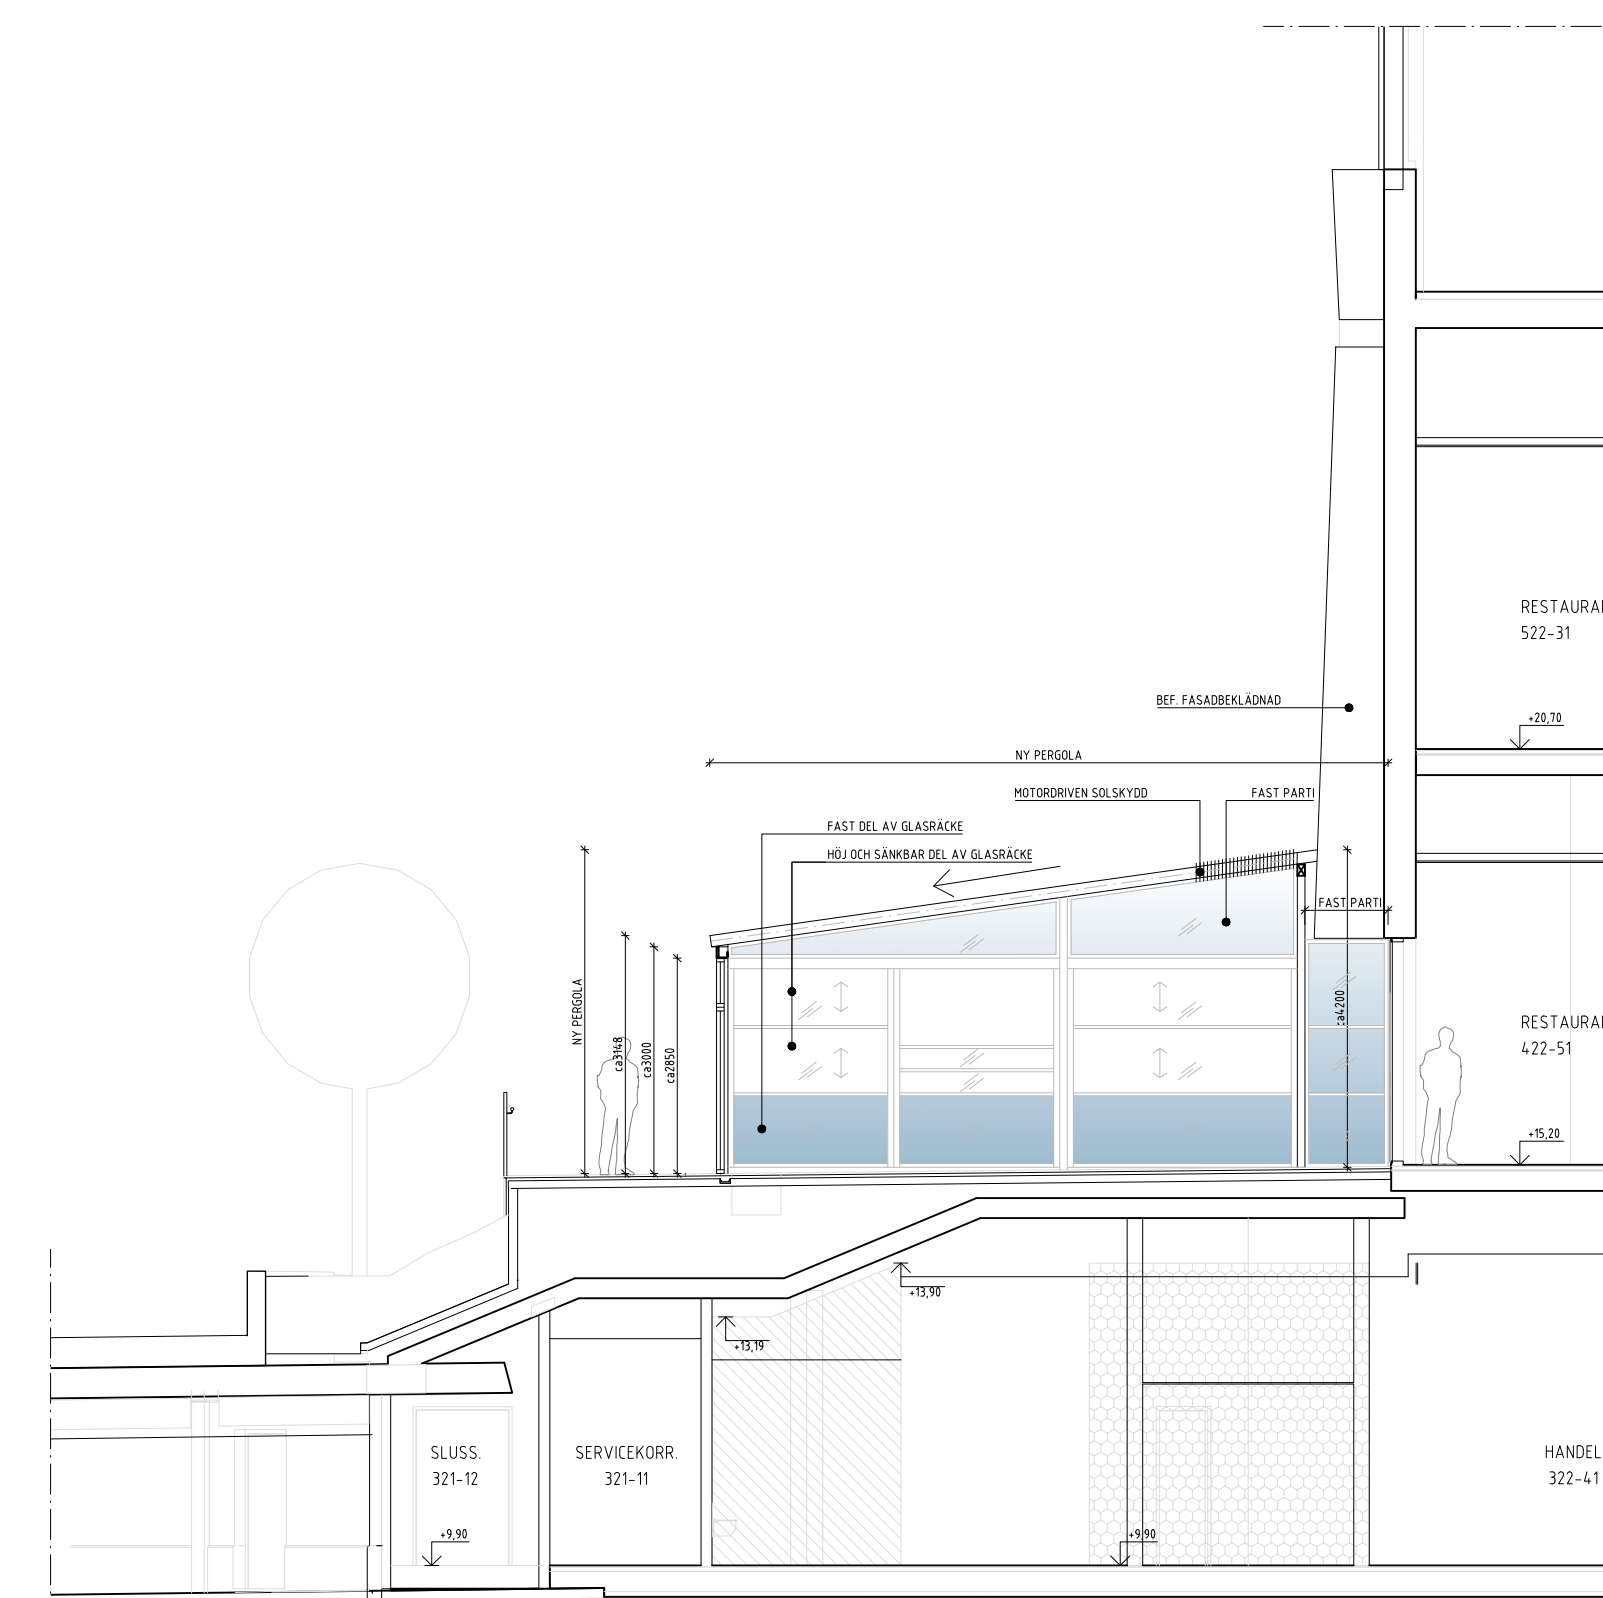 RESTAURA
522-31
BEF. FASADBEKLÄDNAD
+20,70
NY PERGOLA
MOTORDRIVEN SOLSKYDD
FAST PARTI
FAST DEL AV GLASRÄCKE
HÖJ OCH SÄNKBAR DEL AV GLASRÄCKE
FAST PARTI
NY PERGOLA
ca3148
ca3000
ca2850
ca4200
RESTAURA
422-51
+15,20
+13,90
+13,19
SLUSS.
321-12
SERVICEKORR.
321-11
HANDEL
322-41
+9,90
+9,90